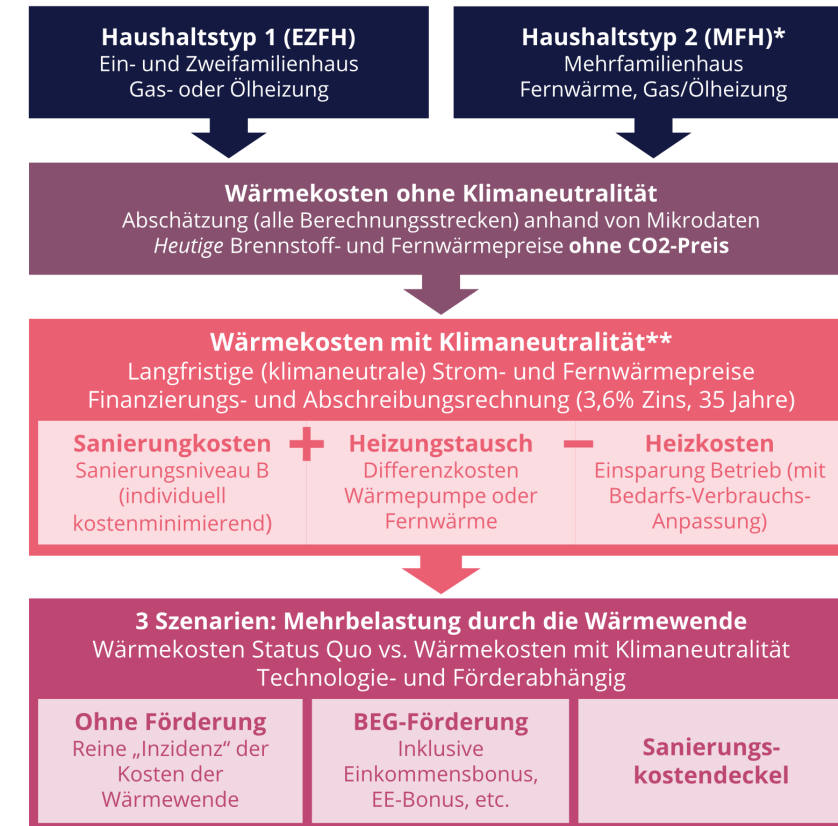 Haushaltstyp 1 (EZFH)
Ein- und Zweifamilienhaus
Gas- oder Ölheizung
Haushaltstyp 2 (MFH)*
Mehrfamilienhaus
Fernwärme, Gas/Ölheizung
Wärmekosten ohne Klimaneutralität
Abschätzung (alle Berechnungsstrecken) anhand von Mikrodaten
Heutige Brennstoff- und Fernwärmepreise ohne CO2-Preis
Wärmekosten mit Klimaneutralität**
Langfristige (klimaneutrale) Strom- und Fernwärmepreise
Finanzierungs- und Abschreibungsrechnung (3,6% Zins, 35 Jahre)
Sanierungkosten
Sanierungsniveau B
(individuell
kostenminimierend)
+
Heizungstausch
Differenzkosten
Wärmepumpe oder
Fernwärme
–
Heizkosten
Einsparung Betrieb (mit
Bedarfs-Verbrauchs-
Anpassung)
3 Szenarien: Mehrbelastung durch die Wärmewende
Wärmekosten Status Quo vs. Wärmekosten mit Klimaneutralität
Technologie- und Förderabhängig
Ohne Förderung
Reine „Inzidenz“ der
Kosten der
Wärmewende
BEG-Förderung
Inklusive
Einkommensbonus,
EE-Bonus, etc.
Sanierungs-
kostendeckel